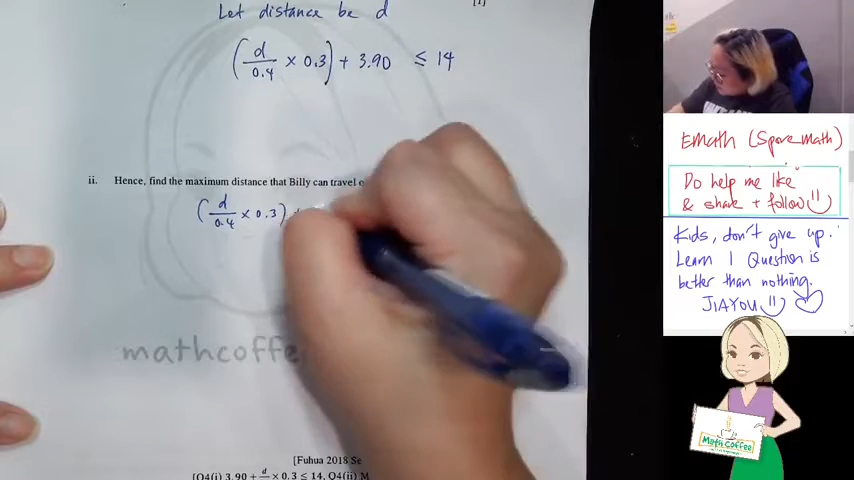 Let distance be d
[1]
(d/0.4 × 0.3) + 3.90 ≤ 14
ii. Hence, find the maximum distance that Billy can travel
(d/0.4 × 0.3)
mathcoffe
[Fuhua 2018 Se
[Q4(i) 3.90 + d × 0.3 ≤ 14, Q4(ii) M
Emath (Spore math)
Do help me like
& share + follow
Kids, don't give up.
Learn 1 Question is
better than nothing.
JIAYOU
Math Coffee